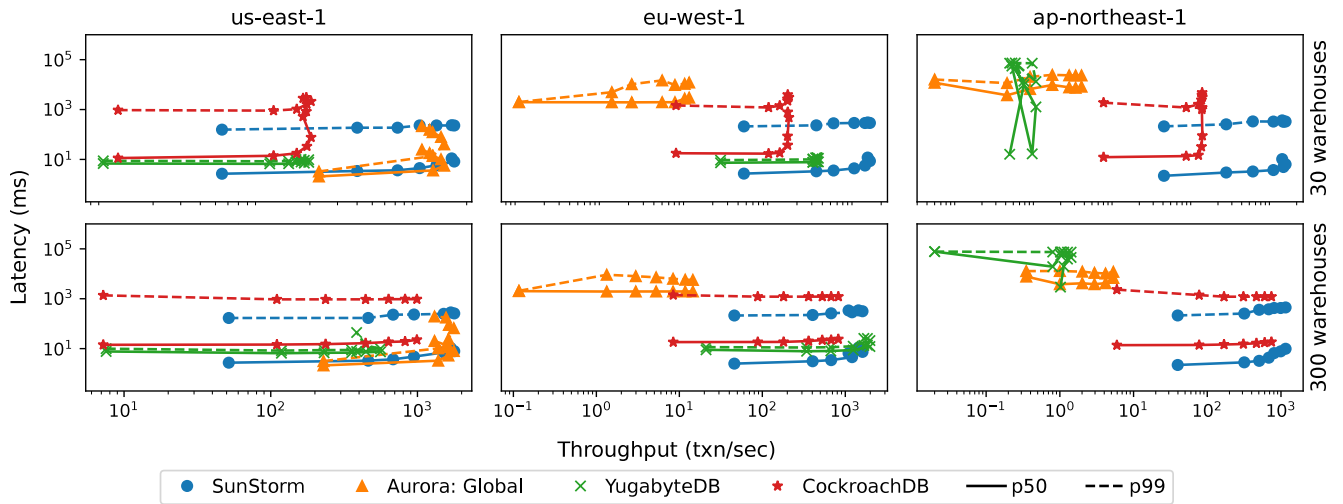 us-east-1 eu-west-1 ap-northeast-1
10^5
10^3
10^1
30 warehouses
Latency (ms)
10^5
10^3
10^1
300 warehouses
10^1 10^2 10^3 10^-1 10^0 10^1 10^2 10^3 10^-1 10^0 10^1 10^2 10^3
Throughput (txn/sec)
SunStorm Aurora: Global YugabyteDB CockroachDB p50 p99